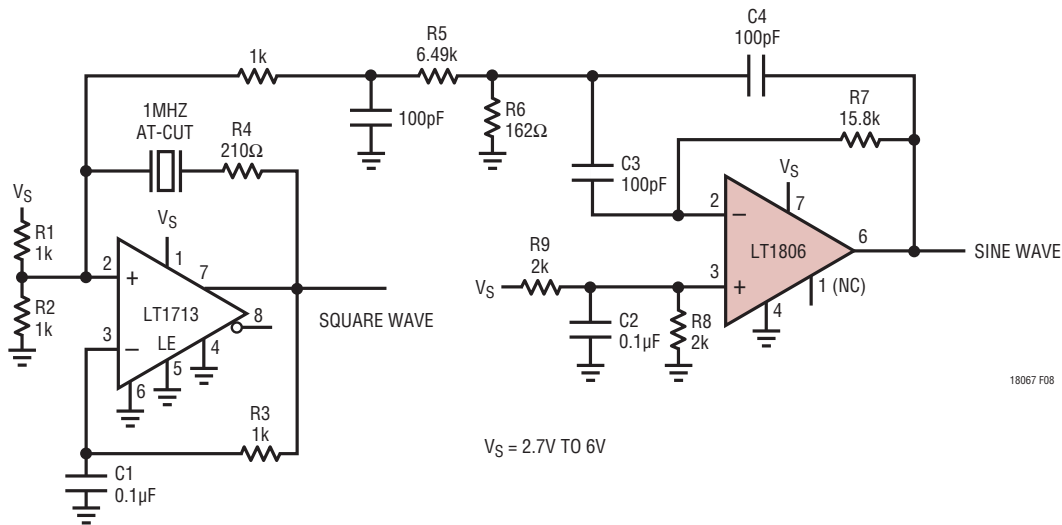 C4
100pF
R5
6.49k
1k
R7
15.8k
1MHZ
AT-CUT
R4
210Ω
100pF
R6
162Ω
C3
100pF
VS
R1
1k
R2
1k
VS
1
2
+
7
LT1713
8
3
−
LE
4
5
6
SQUARE WAVE
R3
1k
C1
0.1µF
VS
7
2
−
LT1806
6
SINE WAVE
3
+
1 (NC)
4
R9
2k
VS
C2
0.1µF
R8
2k
18067 F08
VS = 2.7V TO 6V